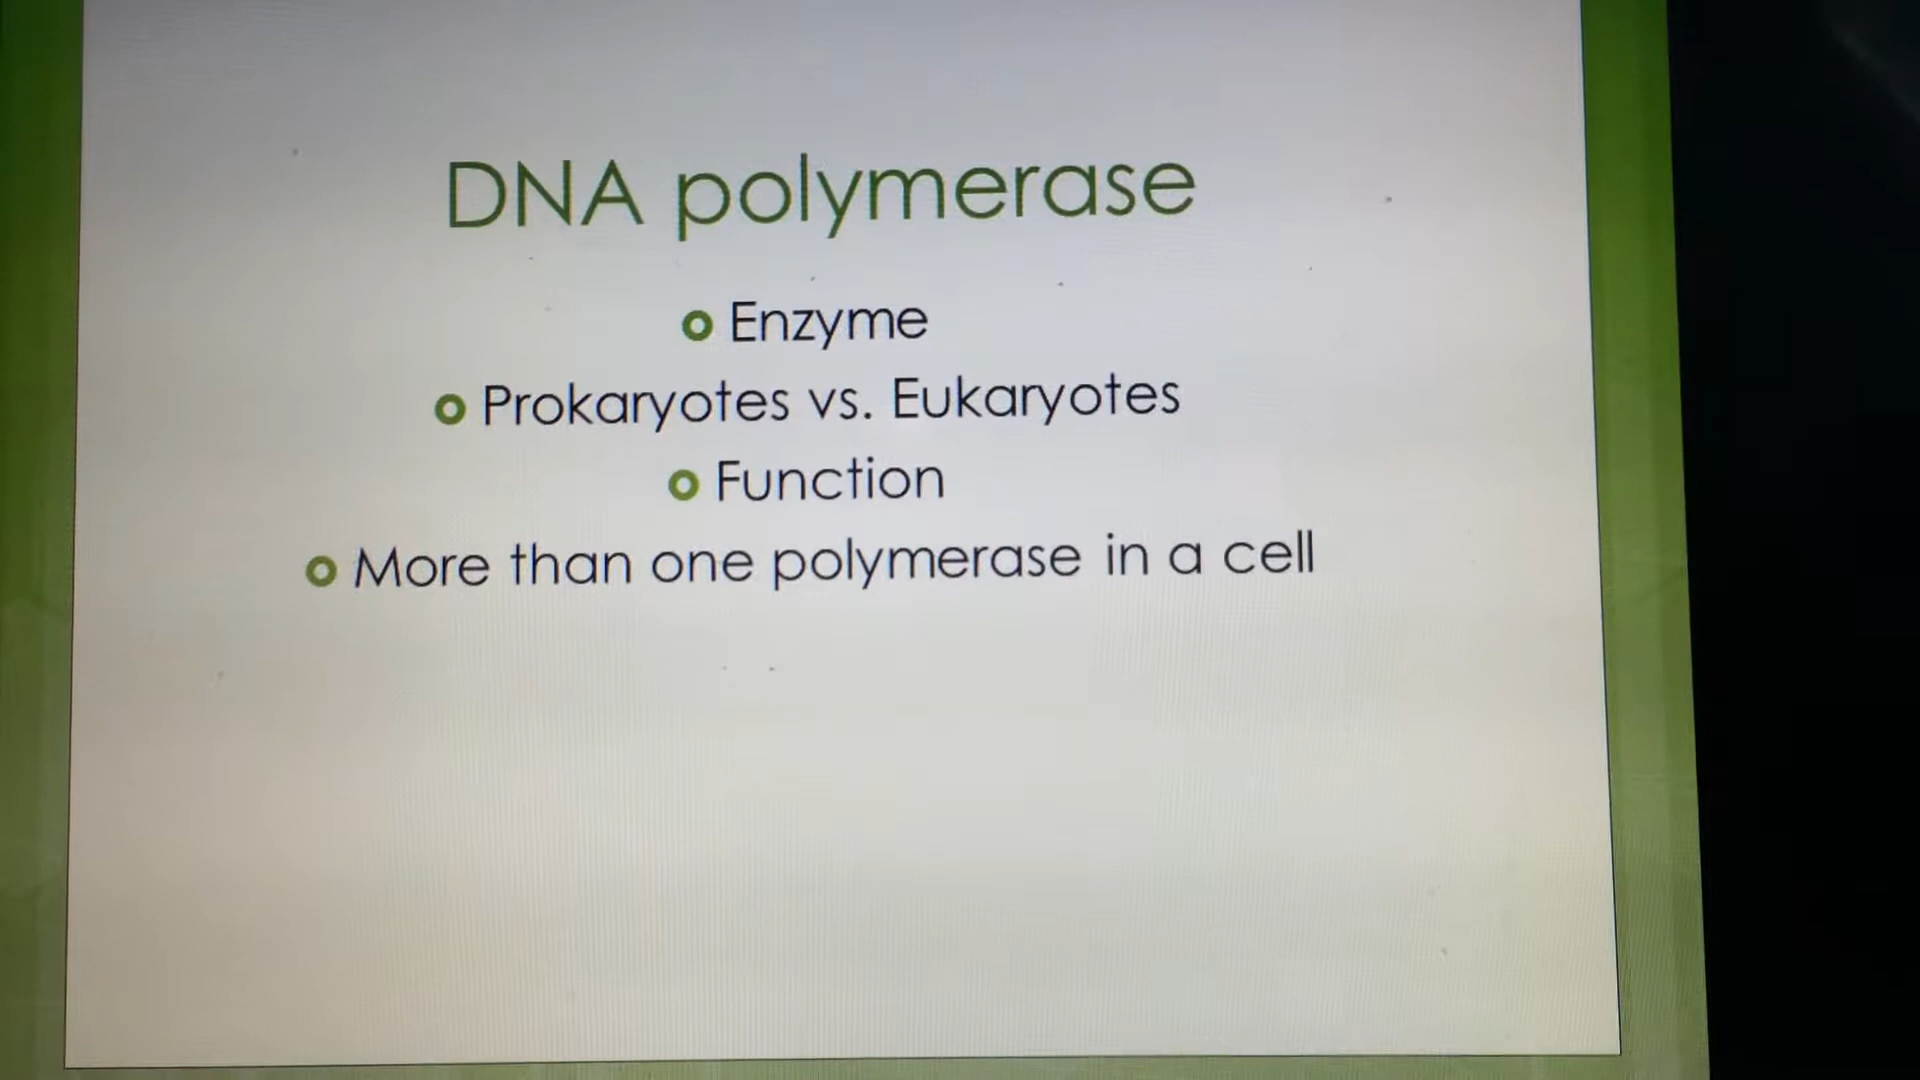 DNA polymerase
Enzyme
Prokaryotes vs. Eukaryotes
Function
More than one polymerase in a cell